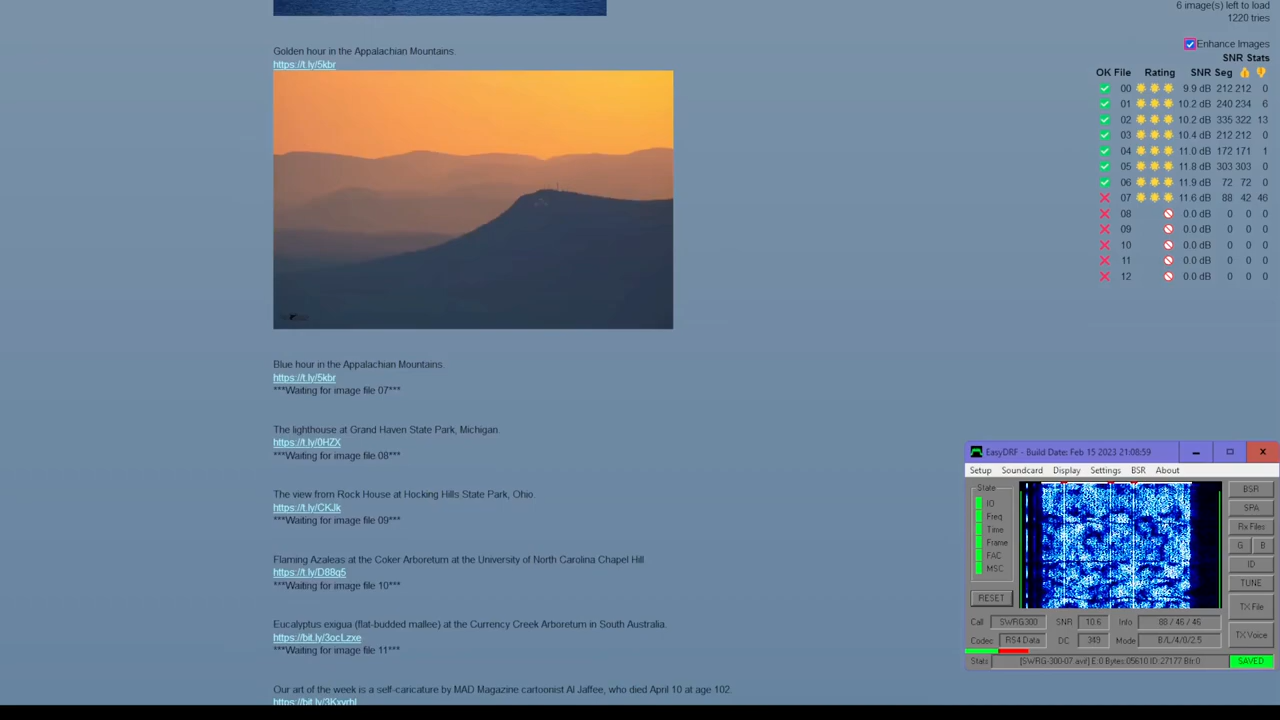 6 image(s) left to load
1220 tries
Enhance Images
SNR Stats
OK File Rating SNR Seg
00 9.9 dB 212 212 0
01 10.2 dB 240 234 6
02 10.2 dB 335 322 13
03 10.4 dB 212 212 0
04 11.0 dB 172 171 1
05 11.8 dB 303 303 0
06 11.9 dB 72 72 0
07 11.6 dB 88 42 46
08 0.0 dB 0 0 0
09 0.0 dB 0 0 0
10 0.0 dB 0 0 0
11 0.0 dB 0 0 0
12 0.0 dB 0 0 0
Golden hour in the Appalachian Mountains.
https://t.ly/5kbr
Blue hour in the Appalachian Mountains.
https://t.ly/5kbr
***Waiting for image file 07***
The lighthouse at Grand Haven State Park, Michigan.
https://t.ly/0HZX
***Waiting for image file 08***
The view from Rock House at Hocking Hills State Park, Ohio.
https://t.ly/CKJk
***Waiting for image file 09***
Flaming Azaleas at the Coker Arboretum at the University of North Carolina Chapel Hill
https://t.ly/D88q5
***Waiting for image file 10***
Eucalyptus exigua (flat-budded mallee) at the Currency Creek Arboretum in South Australia.
https://bit.ly/3ocLzxe
***Waiting for image file 11***
Our art of the week is a self-caricature by MAD Magazine cartoonist Al Jaffee, who died April 10 at age 102.
EasyDRF - Build Date: Feb 15 2023 21:08:59
Setup Soundcard Display Settings BSR About
State
IO
Freq
Time
Frame
FAC
MSC
RESET
BSR
SPA
Rx Files
G B
ID
TUNE
TX File
TX Voice
Call SWRG300 SNR 10.6 Info 88 / 46 / 46
Codec RS4 Data DC 349 Mode B/L/4/0/2.5
Stats [SWRG-300-07.avif] E:0 Bytes:05610 ID:27177 Bfr:0 SAVED